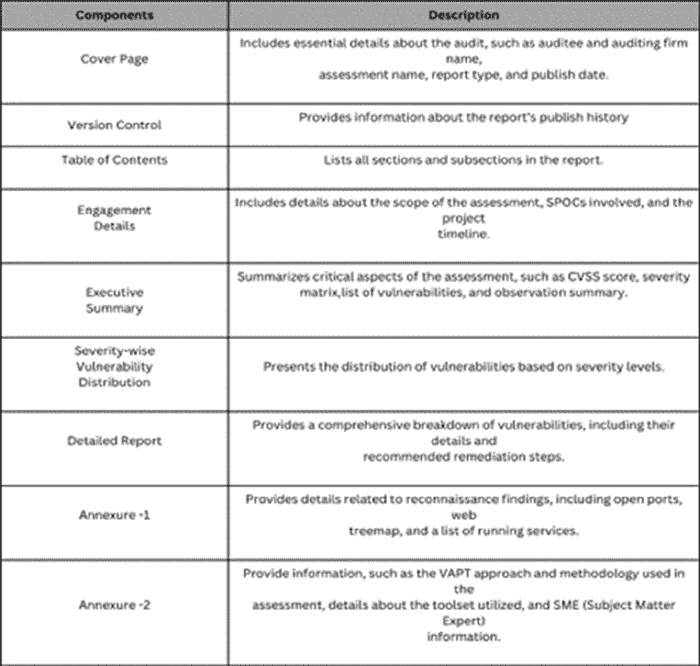 Components
Description
Cover Page
Includes essential details about the audit, such as auditee and auditing firm
name,
assessment name, report type, and publish date.
Version Control
Provides information about the report's publish history
Table of Contents
Lists all sections and subsections in the report.
Engagement
Details
Includes details about the scope of the assessment, SPOCs involved, and the
project
timeline.
Executive
Summary
Summarizes critical aspects of the assessment, such as CVSS score, severity
matrix,list of vulnerabilities, and observation summary.
Severity-wise
Vulnerability
Distribution
Presents the distribution of vulnerabilities based on severity levels.
Detailed Report
Provides a comprehensive breakdown of vulnerabilities, including their
details and
recommended remediation steps.
Annexure -1
Provides details related to reconnaissance findings, including open ports,
web
treemap, and a list of running services.
Annexure -2
Provide information, such as the VAPT approach and methodology used in
the
assessment, details about the toolset utilized, and SME (Subject Matter
Expert)
information.